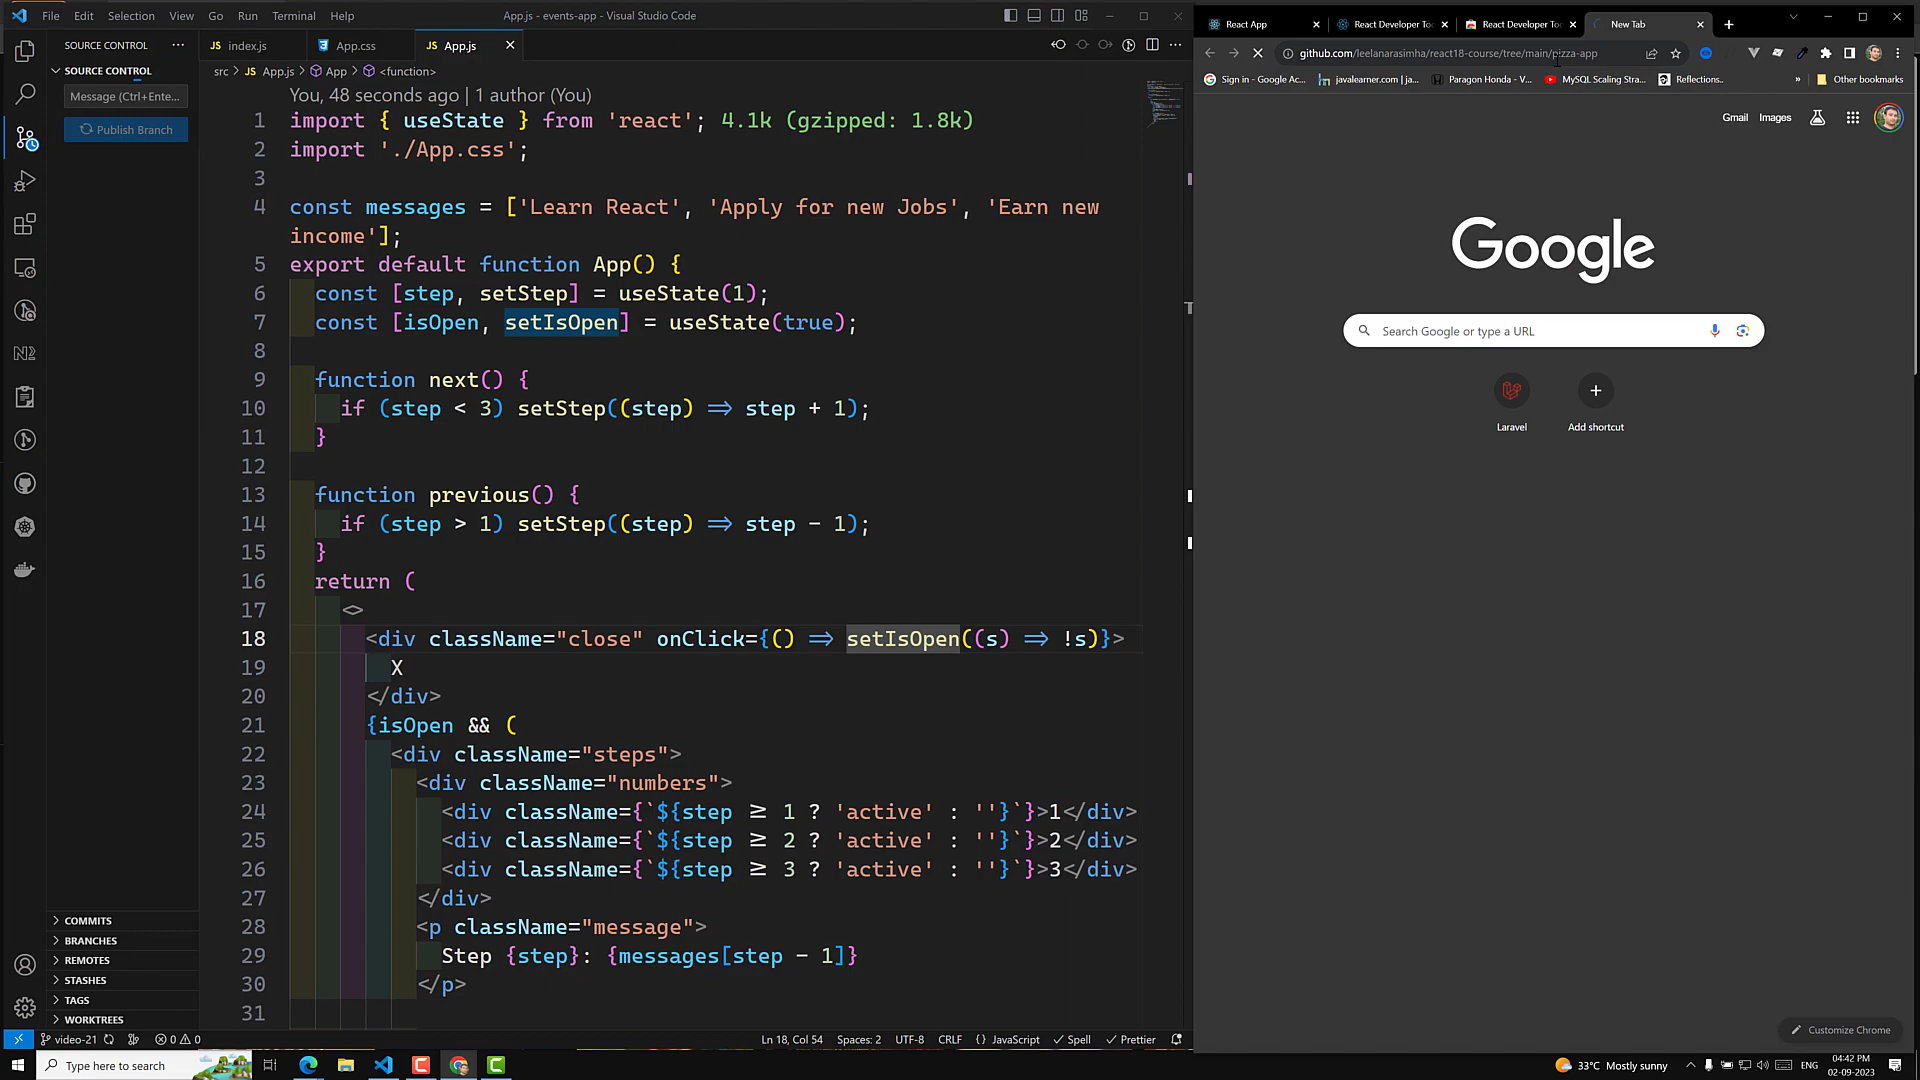 File Edit Selection View Go Run Terminal Help
App.js - events-app - Visual Studio Code
SOURCE CONTROL
SOURCE CONTROL
Message (Ctrl+Ente...
Publish Branch
COMMITS
BRANCHES
REMOTES
STASHES
TAGS
WORKTREES
JS index.js
App.css
JS App.js
src > JS App.js > App > <function>
You, 48 seconds ago | 1 author (You)
1 import { useState } from 'react'; 4.1k (gzipped: 1.8k)
2 import './App.css';
3
4 const messages = ['Learn React', 'Apply for new Jobs', 'Earn new
income'];
5 export default function App() {
6 const [step, setStep] = useState(1);
7 const [isOpen, setIsOpen] = useState(true);
8
9 function next() {
10 if (step < 3) setStep((step) ⇒ step + 1);
11 }
12
13 function previous() {
14 if (step > 1) setStep((step) ⇒ step - 1);
15 }
16 return (
17 <>
18 <div className="close" onClick={() ⇒ setIsOpen((s) ⇒ !s)}>
19 X
20 </div>
21 {isOpen && (
22 <div className="steps">
23 <div className="numbers">
24 <div className={`${step ≥ 1 ? 'active' : ''}`}>1</div>
25 <div className={`${step ≥ 2 ? 'active' : ''}`}>2</div>
26 <div className={`${step ≥ 3 ? 'active' : ''}`}>3</div>
27 </div>
28 <p className="message">
29 Step {step}: {messages[step - 1]}
30 </p>
31
video-21 0 0
Ln 18, Col 54 Spaces: 2 UTF-8 CRLF {} JavaScript Spell Prettier
React App
React Developer Too
React Developer Too
New Tab
github.com/leelanarasimha/react18-course/tree/main/pizza-app
Sign in - Google Ac...
javalearner.com | ja...
Paragon Honda - V...
MySQL Scaling Stra...
Reflections..
»
Other bookmarks
Gmail Images
Google
Search Google or type a URL
Laravel
Add shortcut
Customize Chrome
Type here to search
33°C Mostly sunny
ENG
04:42 PM
02-09-2023